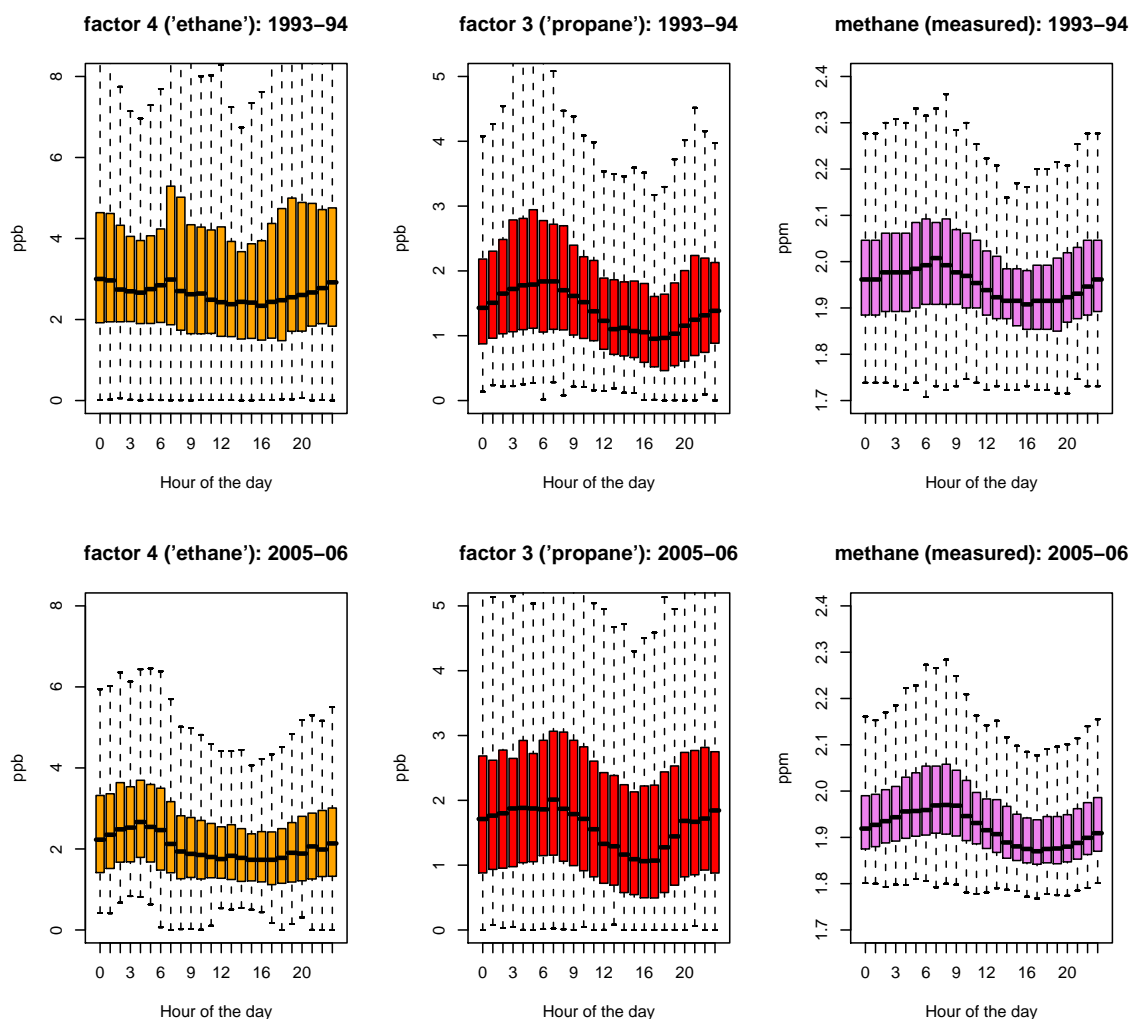 factor 4 ('ethane'): 1993−94
factor 3 ('propane'): 1993−94
methane (measured): 1993−94
ppb
0
2
4
6
8
0 3 6 9 12 16 20
Hour of the day
ppb
0
1
2
3
4
5
0 3 6 9 12 16 20
Hour of the day
ppm
1.7
1.8
1.9
2.0
2.1
2.2
2.3
2.4
0 3 6 9 12 16 20
Hour of the day
factor 4 ('ethane'): 2005−06
factor 3 ('propane'): 2005−06
methane (measured): 2005−06
ppb
0
2
4
6
8
0 3 6 9 12 16 20
Hour of the day
ppb
0
1
2
3
4
5
0 3 6 9 12 16 20
Hour of the day
ppm
1.7
1.8
1.9
2.0
2.1
2.2
2.3
2.4
0 3 6 9 12 16 20
Hour of the day